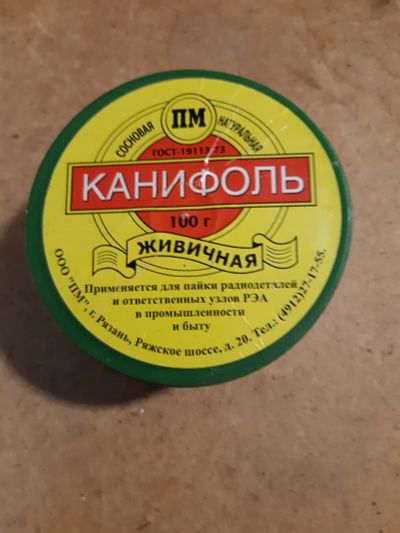 СОСНОВАЯ
ПМ
НАТУРАЛЬНАЯ
ГОСТ-19113-73
КАНИФОЛЬ
100 г
ЖИВИЧНАЯ
Применяется для пайки радиодеталей
и ответственных узлов РЭА
в промышленности
и быту
ООО "ПМ", г. Рязань, Ряжское шоссе, д. 20. Тел.: (4912)27-17-55.